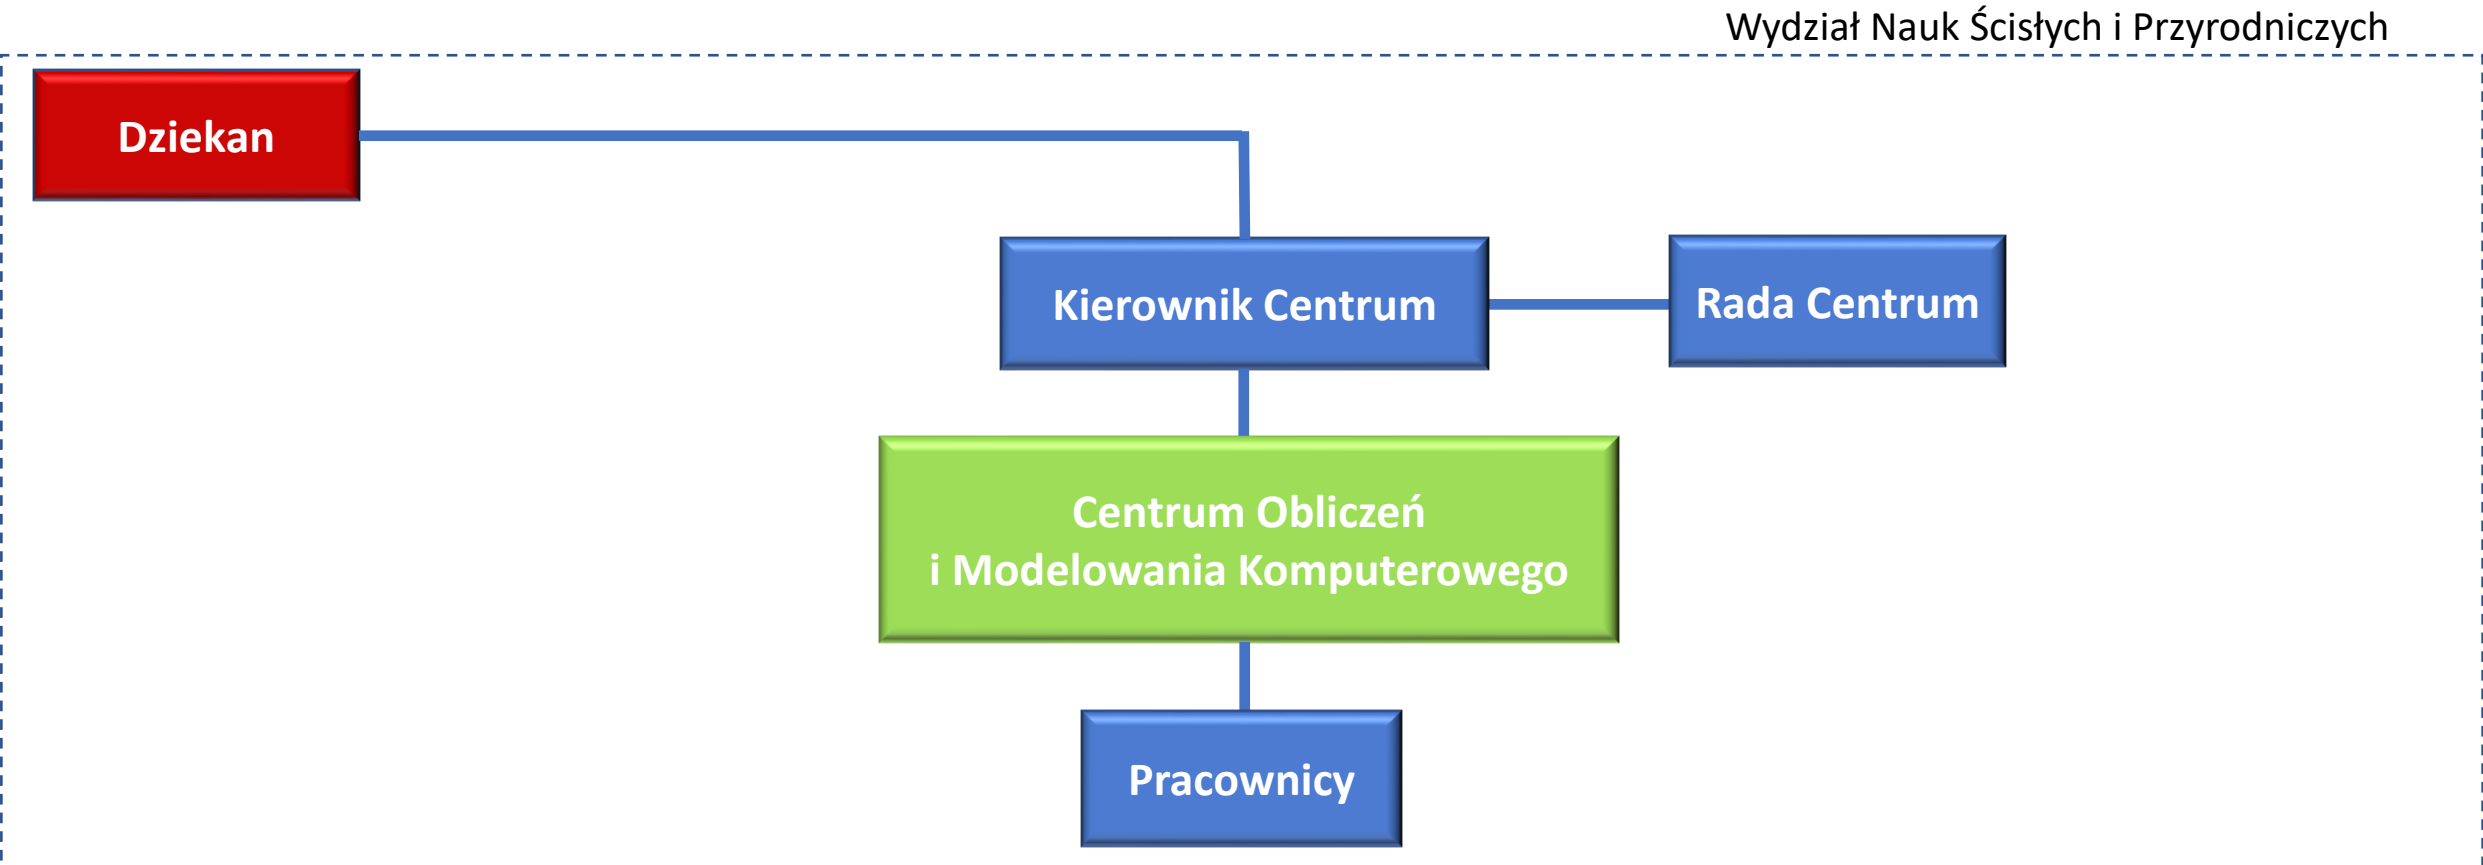 Wydział Nauk Ścisłych i Przyrodniczych
Dziekan
Kierownik Centrum
Rada Centrum
Centrum Obliczeń
i Modelowania Komputerowego
Pracownicy